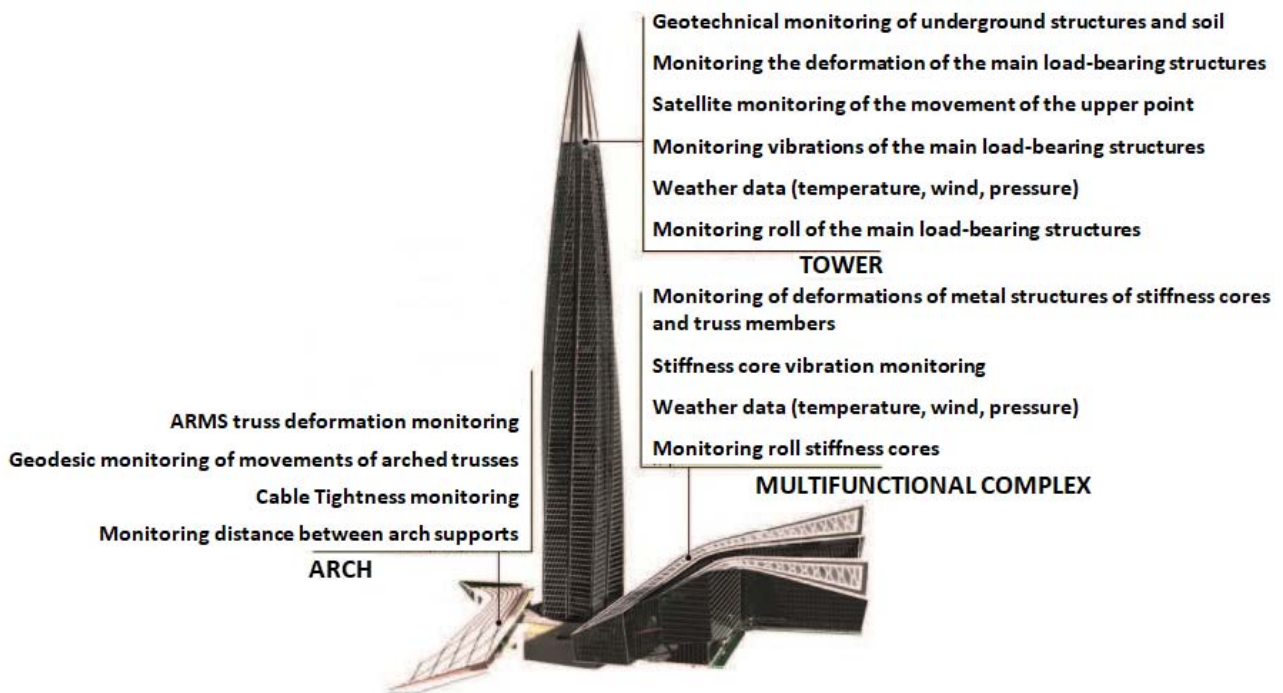 Geotechnical monitoring of underground structures and soil
Monitoring the deformation of the main load-bearing structures
Satellite monitoring of the movement of the upper point
Monitoring vibrations of the main load-bearing structures
Weather data (temperature, wind, pressure)
Monitoring roll of the main load-bearing structures
TOWER
Monitoring of deformations of metal structures of stiffness cores
and truss members
Stiffness core vibration monitoring
Weather data (temperature, wind, pressure)
Monitoring roll stiffness cores
MULTIFUNCTIONAL COMPLEX
ARMS truss deformation monitoring
Geodesic monitoring of movements of arched trusses
Cable Tightness monitoring
Monitoring distance between arch supports
ARCH